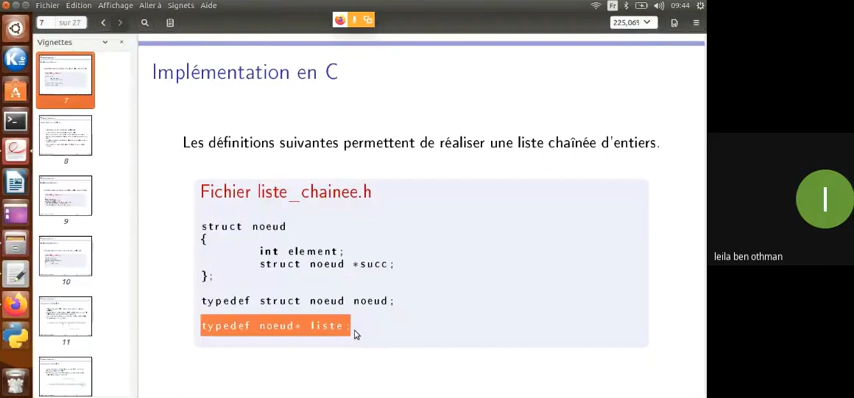 Fichier Edition Affichage Aller à Signets Aide
Fr
09:44
7 sur 27
225,06%
Vignettes
7
8
9
10
11
Implémentation en C
Les définitions suivantes permettent de réaliser une liste chaînée d'entiers.
Fichier liste_chainee.h
struct noeud
{
int element;
struct noeud *succ;
};
typedef struct noeud noeud;
typedef noeud* liste;
l
leila ben othman